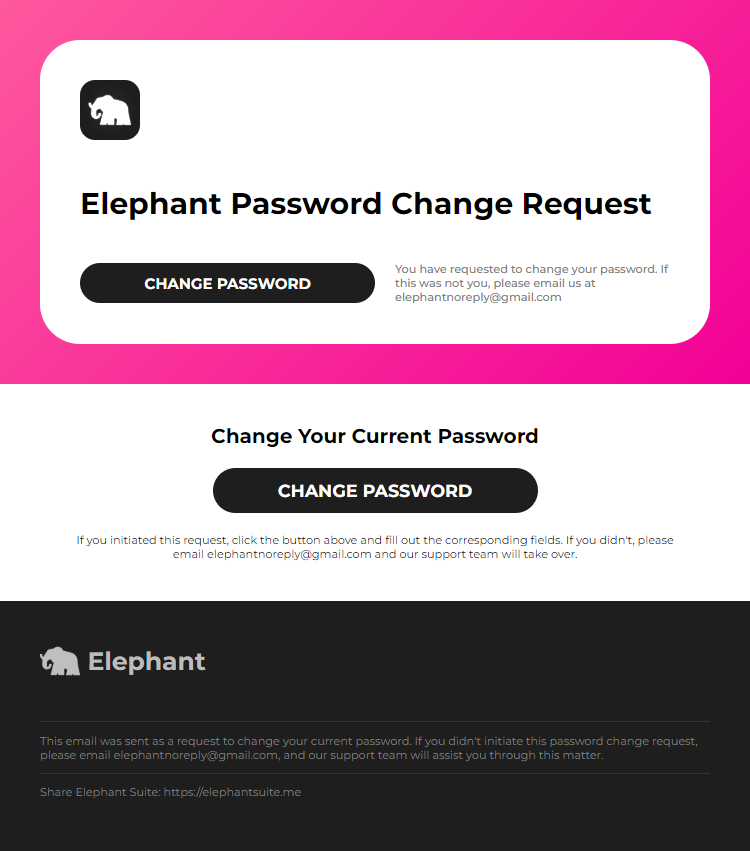 Elephant Password Change Request
CHANGE PASSWORD
You have requested to change your password. If
this was not you, please email us at
elephantnoreply@gmail.com
Change Your Current Password
CHANGE PASSWORD
If you initiated this request, click the button above and fill out the corresponding fields. If you didn't, please
email elephantnoreply@gmail.com and our support team will take over.
Elephant
This email was sent as a request to change your current password. If you didn't initiate this password change request,
please email elephantnoreply@gmail.com, and our support team will assist you through this matter.
Share Elephant Suite: https://elephantsuite.me